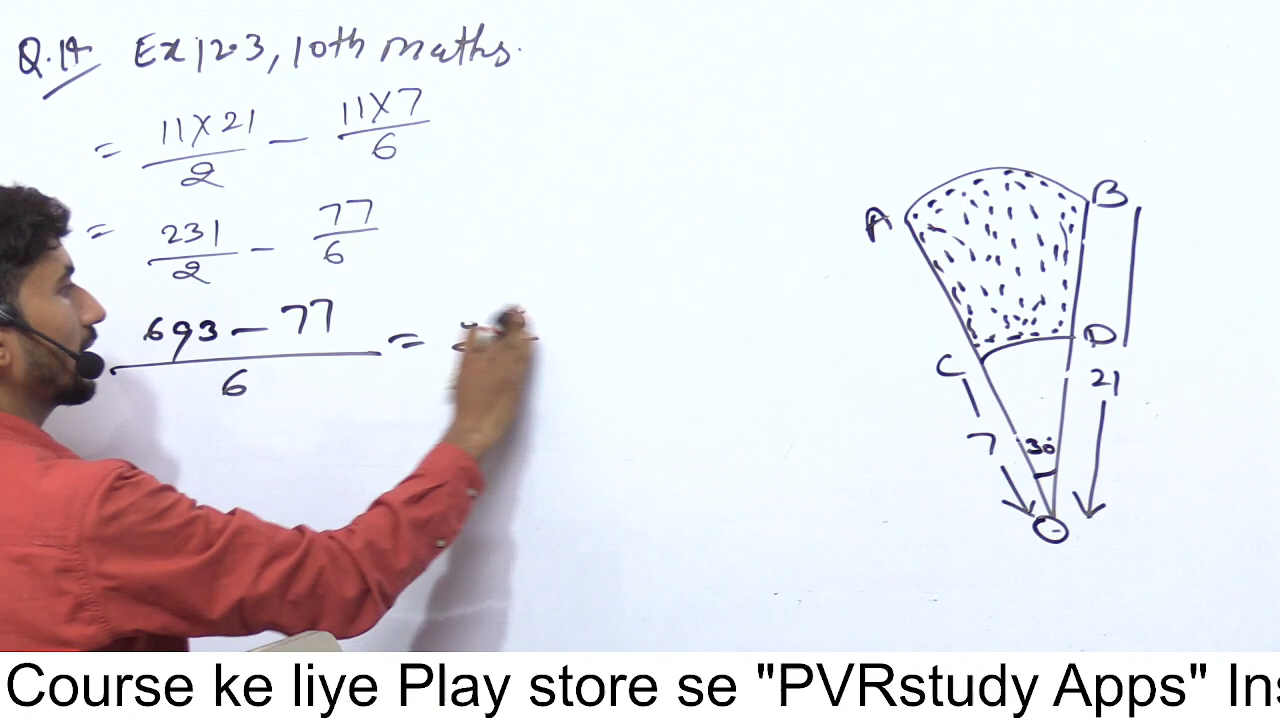 Q.14 Ex 12.3, 10th maths.
= 11×21/2 - 11×7/6
= 231/2 - 77/6
693 - 77/6 =
A
B
C
D
21
7
30°
O
Course ke liye Play store se "PVRstudy Apps" Ins